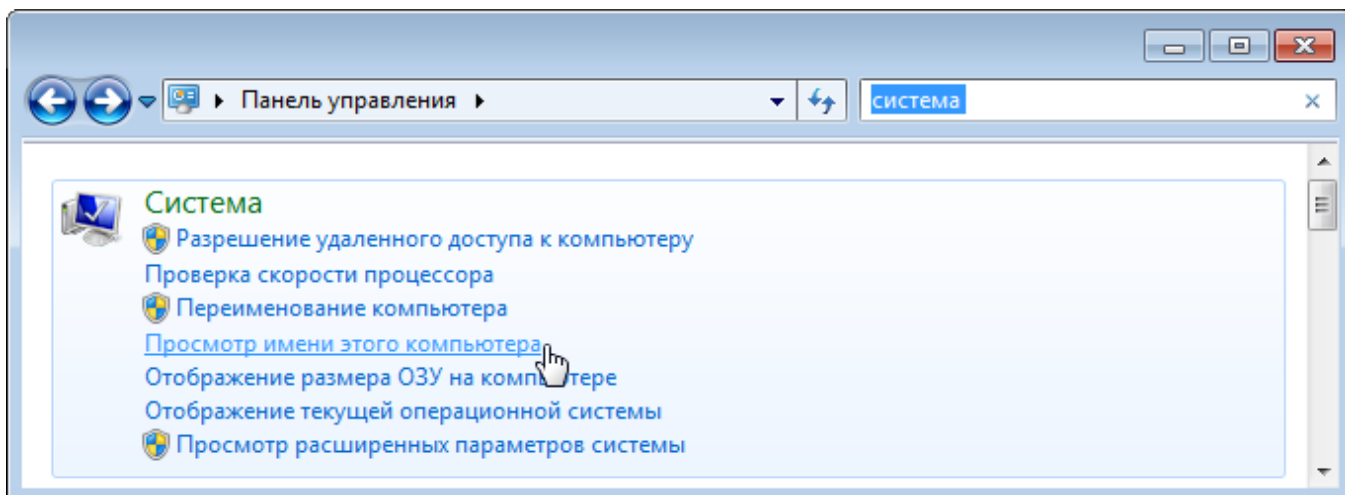 Панель управления
система
Система
Разрешение удаленного доступа к компьютеру
Проверка скорости процессора
Переименование компьютера
Просмотр имени этого компьютера
Отображение размера ОЗУ на компьютере
Отображение текущей операционной системы
Просмотр расширенных параметров системы